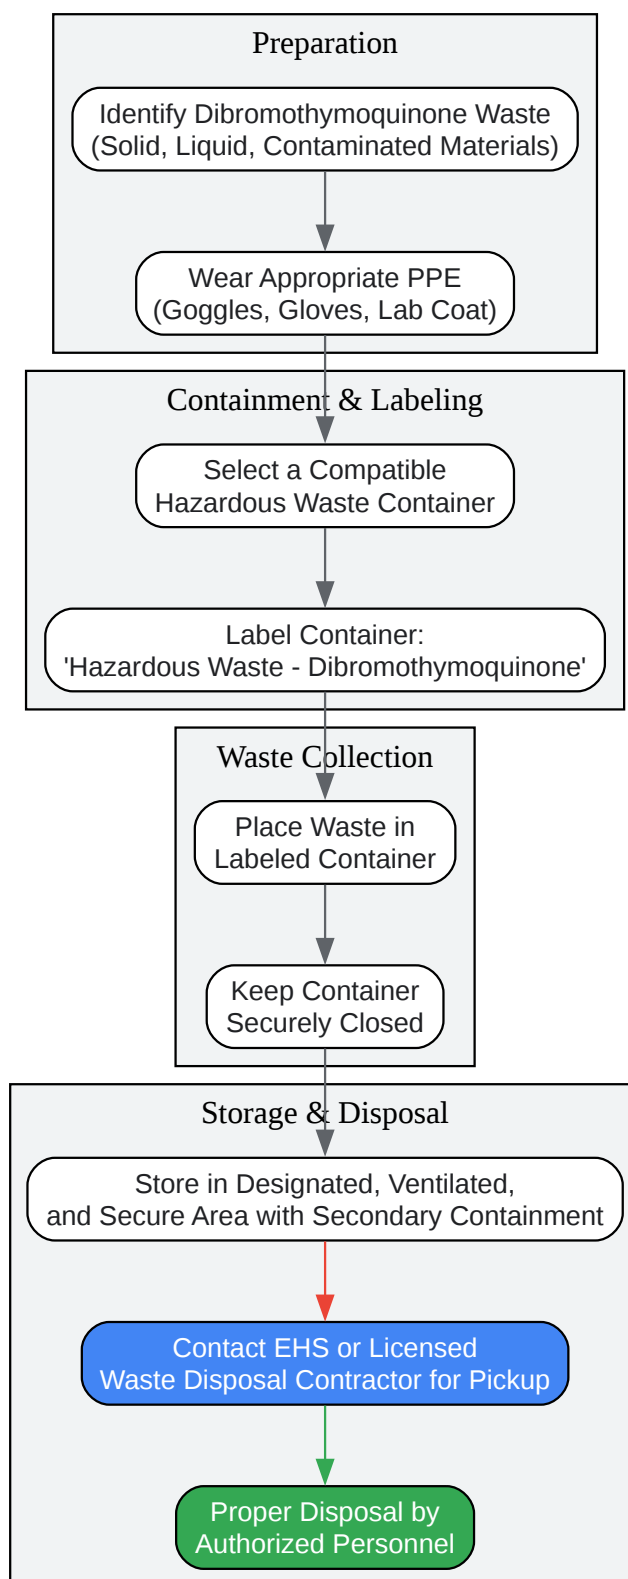 Preparation
Identify Dibromothymoquinone Waste
(Solid, Liquid, Contaminated Materials)
Wear Appropriate PPE
(Goggles, Gloves, Lab Coat)
Containment & Labeling
Select a Compatible
Hazardous Waste Container
Label Container:
'Hazardous Waste - Dibromothymoquinone'
Waste Collection
Place Waste in
Labeled Container
Keep Container
Securely Closed
Storage & Disposal
Store in Designated, Ventilated,
and Secure Area with Secondary Containment
Contact EHS or Licensed
Waste Disposal Contractor for Pickup
Proper Disposal by
Authorized Personnel